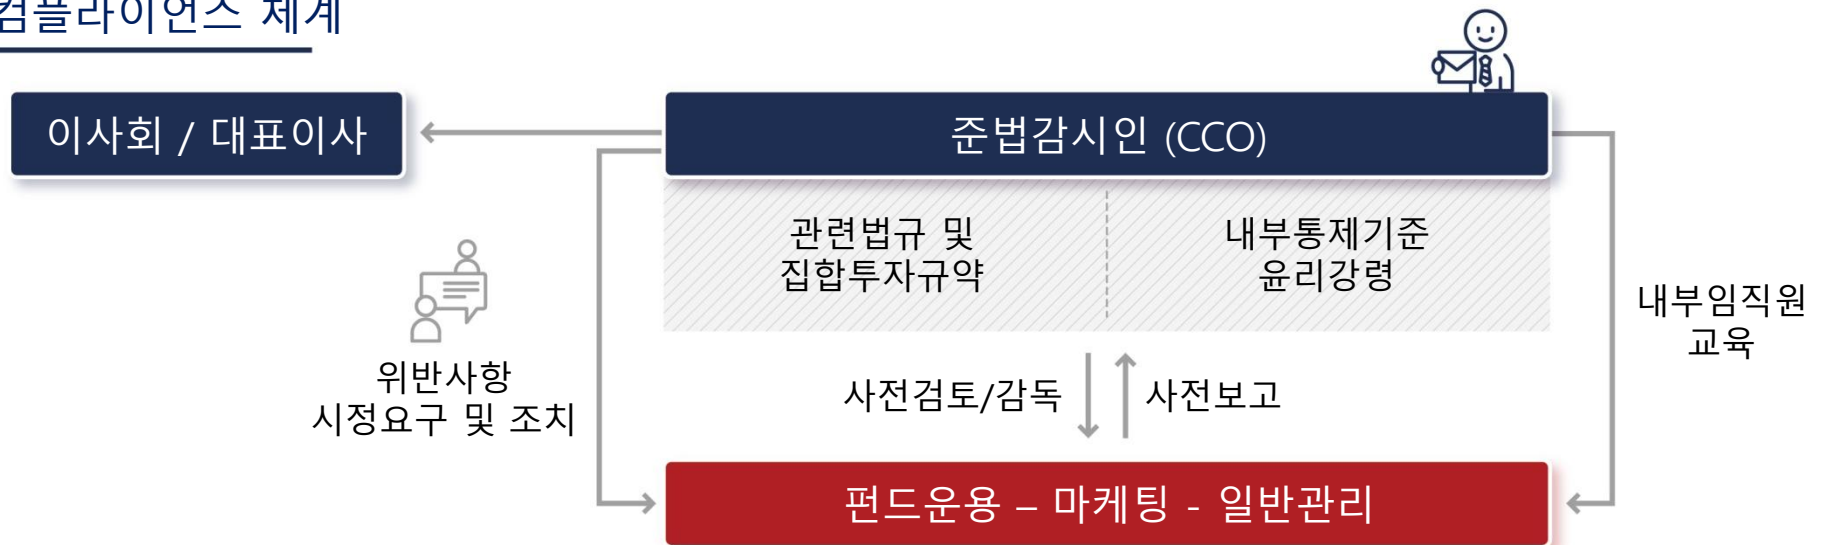 컴플라이언스 체계
이사회 / 대표이사
준법감시인 (CCO)
관련법규 및
집합투자규약
내부통제기준
윤리강령
내부임직원
교육
위반사항
시정요구 및 조치
사전검토/감독
사전보고
펀드운용 – 마케팅 - 일반관리